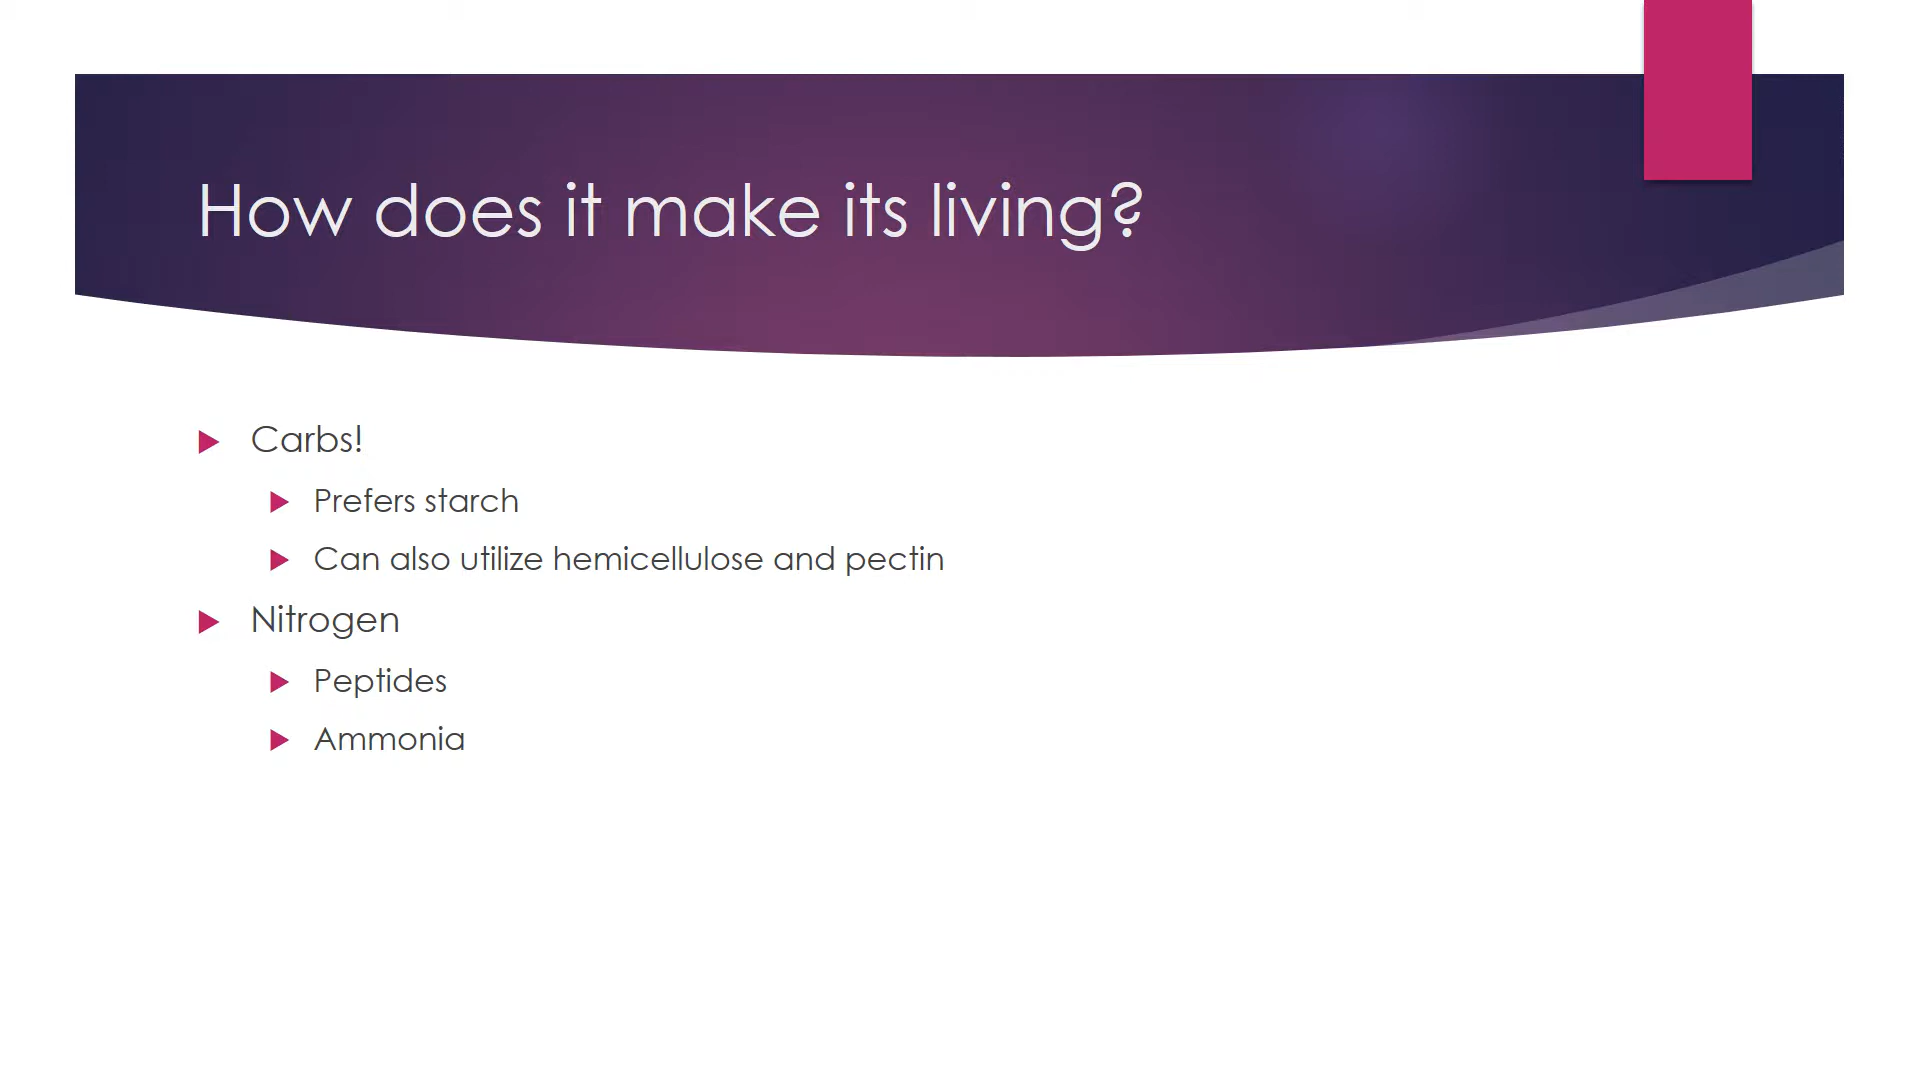 How does it make its living?
Carbs!
Prefers starch
Can also utilize hemicellulose and pectin
Nitrogen
Peptides
Ammonia